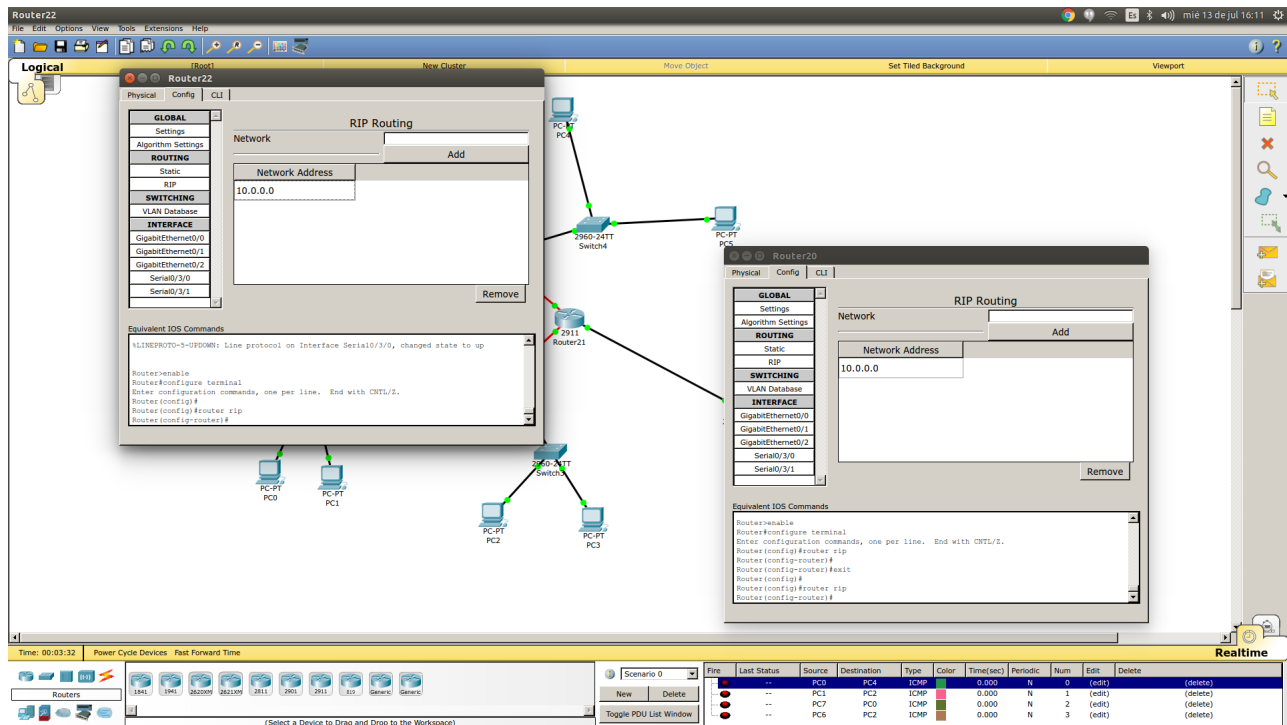 Router22
Es
mié 13 de jul 16:11
File Edit Options View Tools Extensions Help
Logical
[Root]
New Cluster
Move Object
Set Tiled Background
Viewport
Router22
Physical Config CLI
GLOBAL
Settings
Algorithm Settings
ROUTING
Static
RIP
SWITCHING
VLAN Database
INTERFACE
GigabitEthernet0/0
GigabitEthernet0/1
GigabitEthernet0/2
Serial0/3/0
Serial0/3/1
RIP Routing
Network
Add
Network Address
10.0.0.0
Remove
Equivalent IOS Commands
%LINEPROTO-5-UPDOWN: Line protocol on Interface Serial0/3/0, changed state to up
Router>enable
Router#configure terminal
Enter configuration commands, one per line.  End with CNTL/Z.
Router(config)#
Router(config)#router rip
Router(config-router)#
PC-PT
PC4
2960-24TT
Switch4
PC-PT
PC5
2911
Router21
Router20
Physical Config CLI
GLOBAL
Settings
Algorithm Settings
ROUTING
Static
RIP
SWITCHING
VLAN Database
INTERFACE
GigabitEthernet0/0
GigabitEthernet0/1
GigabitEthernet0/2
Serial0/3/0
Serial0/3/1
RIP Routing
Network
Add
Network Address
10.0.0.0
Remove
Equivalent IOS Commands
Router>enable
Router#configure terminal
Enter configuration commands, one per line.  End with CNTL/Z.
Router(config)#router rip
Router(config-router)#
Router(config-router)#exit
Router(config)#
Router(config)#router rip
Router(config-router)#
PC-PT
PC0
PC-PT
PC1
2960-24TT
Switch3
PC-PT
PC2
PC-PT
PC3
Time: 00:03:32 Power Cycle Devices Fast Forward Time
Realtime
Routers
1841 1941 2620XM 2621XM 2811 2901 2911 819 Generic Generic
(Select a Device to Drag and Drop to the Workspace)
Scenario 0
New Delete
Toggle PDU List Window
Fire Last Status Source Destination Type Color Time(sec) Periodic Num Edit Delete
-- PC0 PC4 ICMP 0.000 N 0 (edit) (delete)
-- PC1 PC2 ICMP 0.000 N 1 (edit) (delete)
-- PC7 PC0 ICMP 0.000 N 2 (edit) (delete)
-- PC6 PC2 ICMP 0.000 N 3 (edit) (delete)